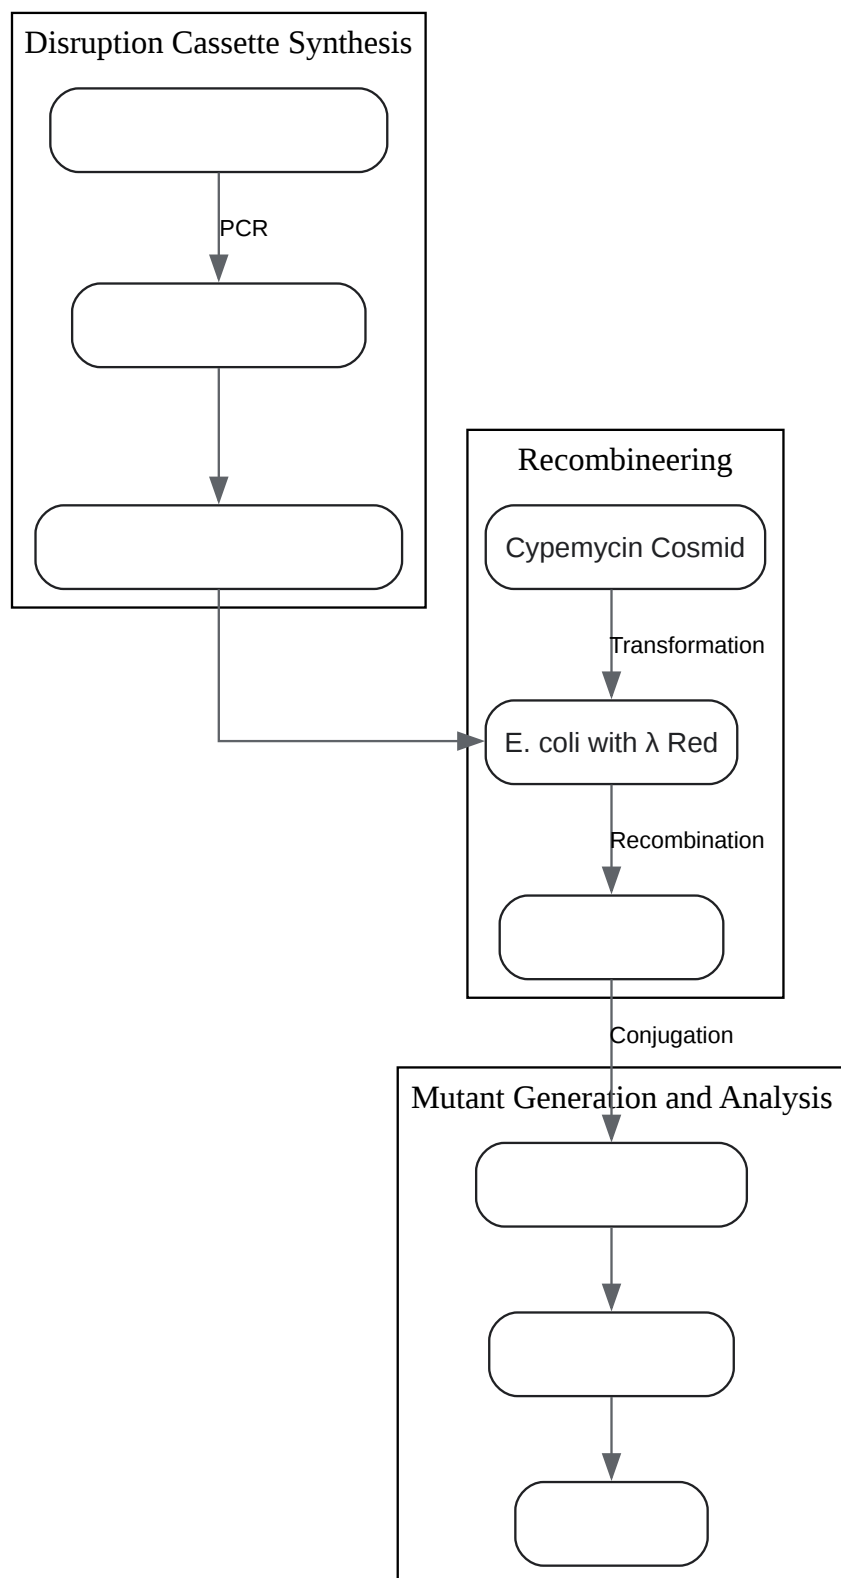 Disruption Cassette Synthesis
PCR
Recombineering
Cypemycin Cosmid
Transformation
E. coli with λ Red
Recombination
Conjugation
Mutant Generation and Analysis